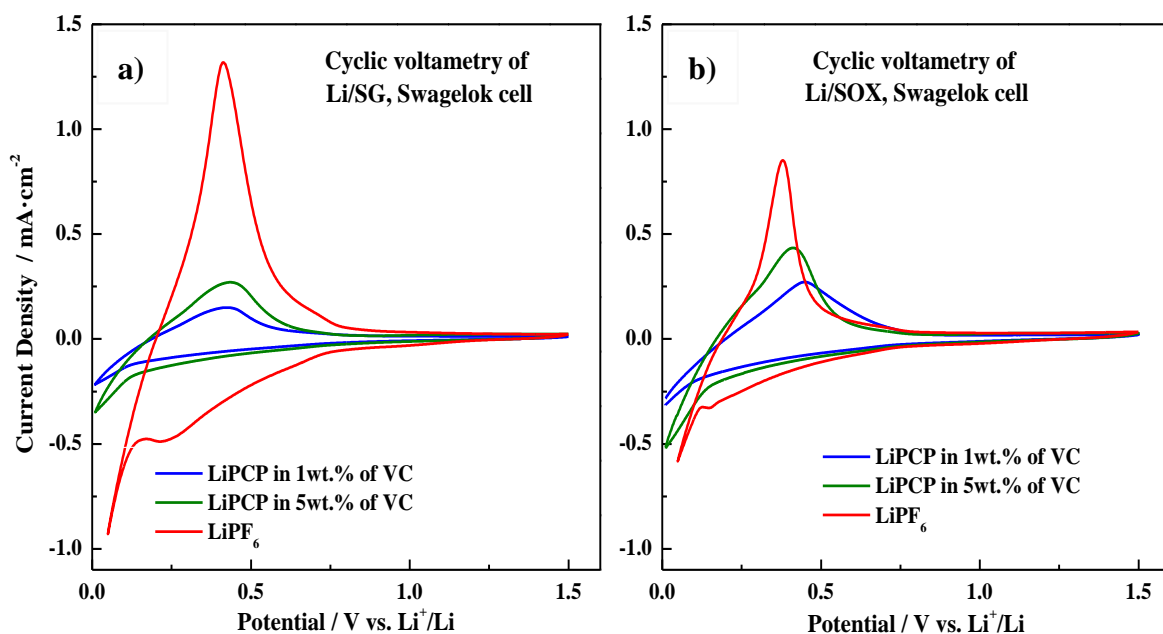 a)
Cyclic voltametry of
Li/SG, Swagelok cell
1.5
1.0
0.5
0.0
-0.5
-1.0
Current Density / mA·cm⁻²
LiPCP in 1wt.% of VC
LiPCP in 5wt.% of VC
LiPF₆
0.0 0.5 1.0 1.5
Potential / V vs. Li⁺/Li
b)
Cyclic voltametry of
Li/SOX, Swagelok cell
1.5
1.0
0.5
0.0
-0.5
-1.0
LiPCP in 1wt.% of VC
LiPCP in 5wt.% of VC
LiPF₆
0.0 0.5 1.0 1.5
Potential / V vs. Li⁺/Li